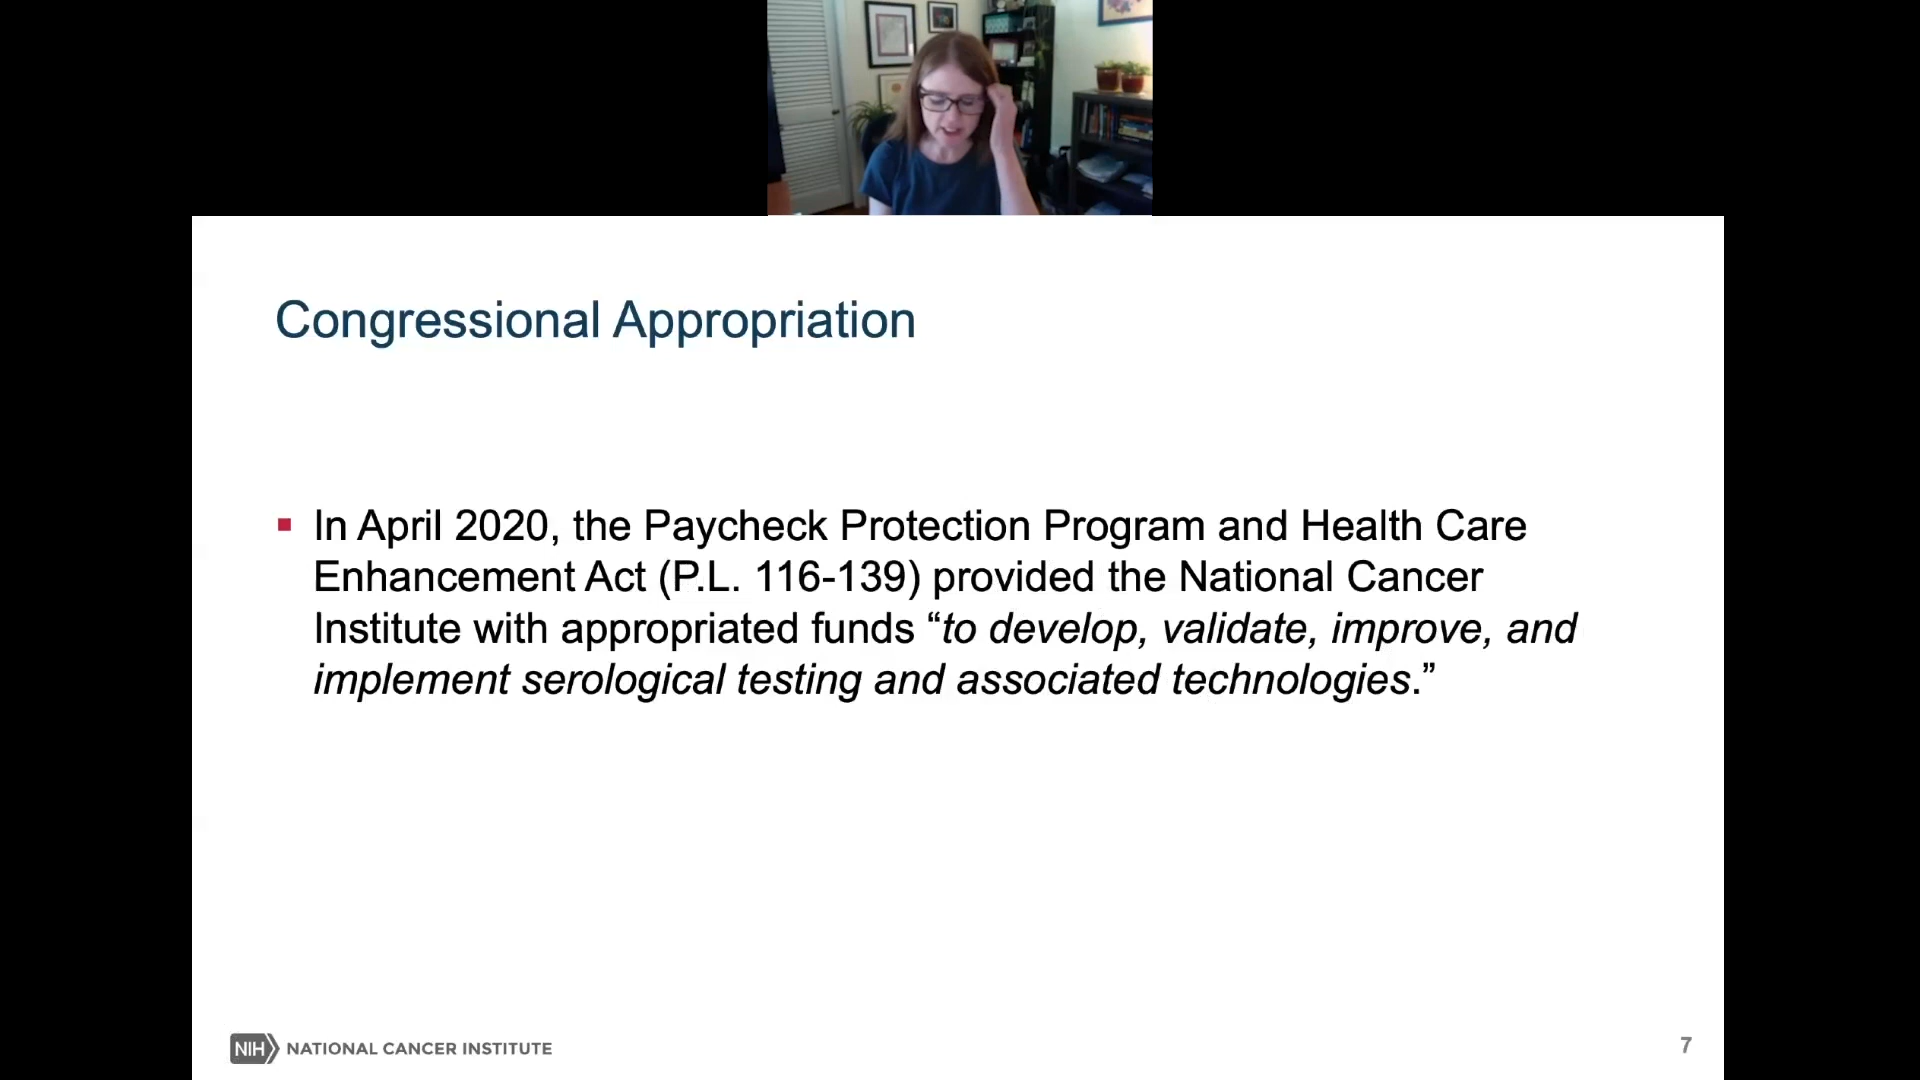 Congressional Appropriation
▪ In April 2020, the Paycheck Protection Program and Health Care
Enhancement Act (P.L. 116-139) provided the National Cancer
Institute with appropriated funds “to develop, validate, improve, and
implement serological testing and associated technologies.”
NIH NATIONAL CANCER INSTITUTE
7